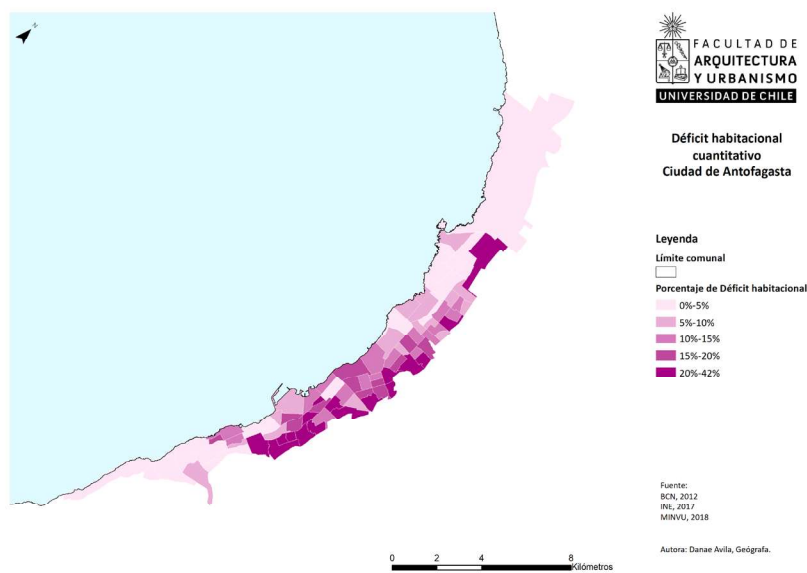 N
FACULTAD DE
ARQUITECTURA
Y URBANISMO
UNIVERSIDAD DE CHILE
Déficit habitacional
cuantitativo
Ciudad de Antofagasta
Leyenda
Límite comunal
Porcentaje de Déficit habitacional
0%-5%
5%-10%
10%-15%
15%-20%
20%-42%
Fuente:
BCN, 2012
INE, 2017
MINVU, 2018
Autora: Danae Avila, Geógrafa.
0 2 4 8
Kilómetros